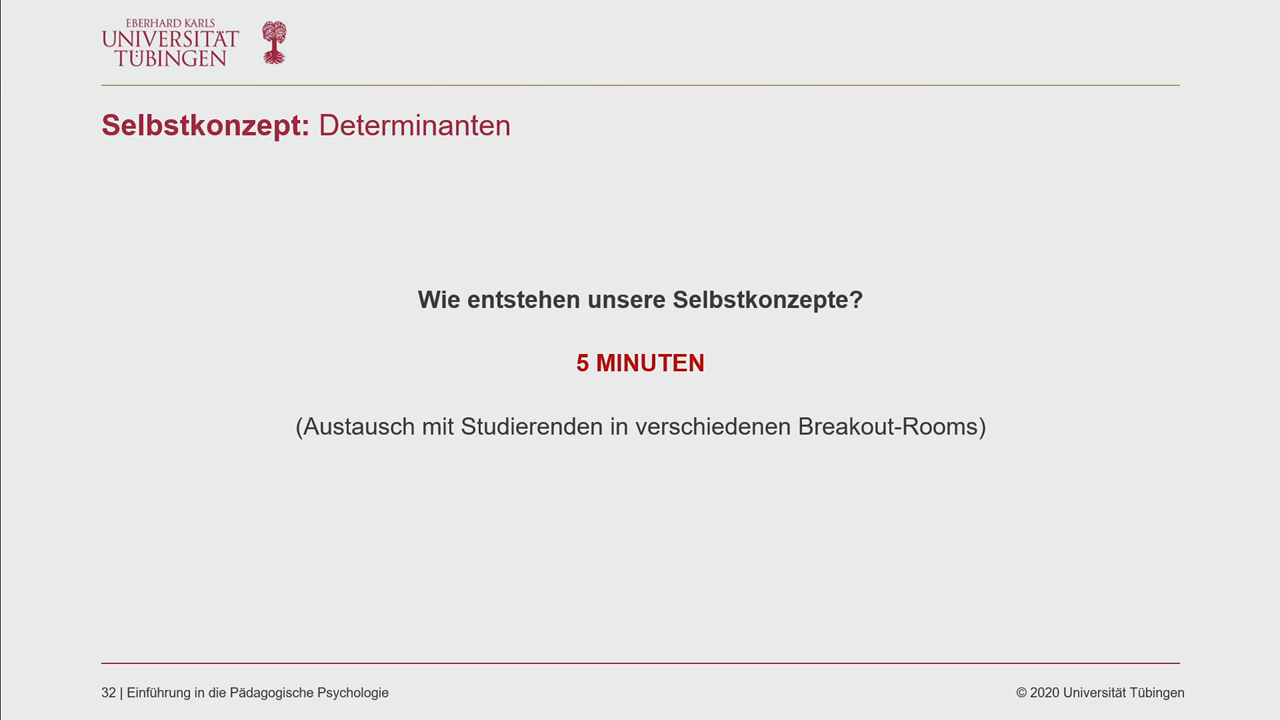 EBERHARD KARLS
UNIVERSITÄT
TÜBINGEN
Selbstkonzept: Determinanten
Wie entstehen unsere Selbstkonzepte?
5 MINUTEN
(Austausch mit Studierenden in verschiedenen Breakout-Rooms)
32 | Einführung in die Pädagogische Psychologie
© 2020 Universität Tübingen